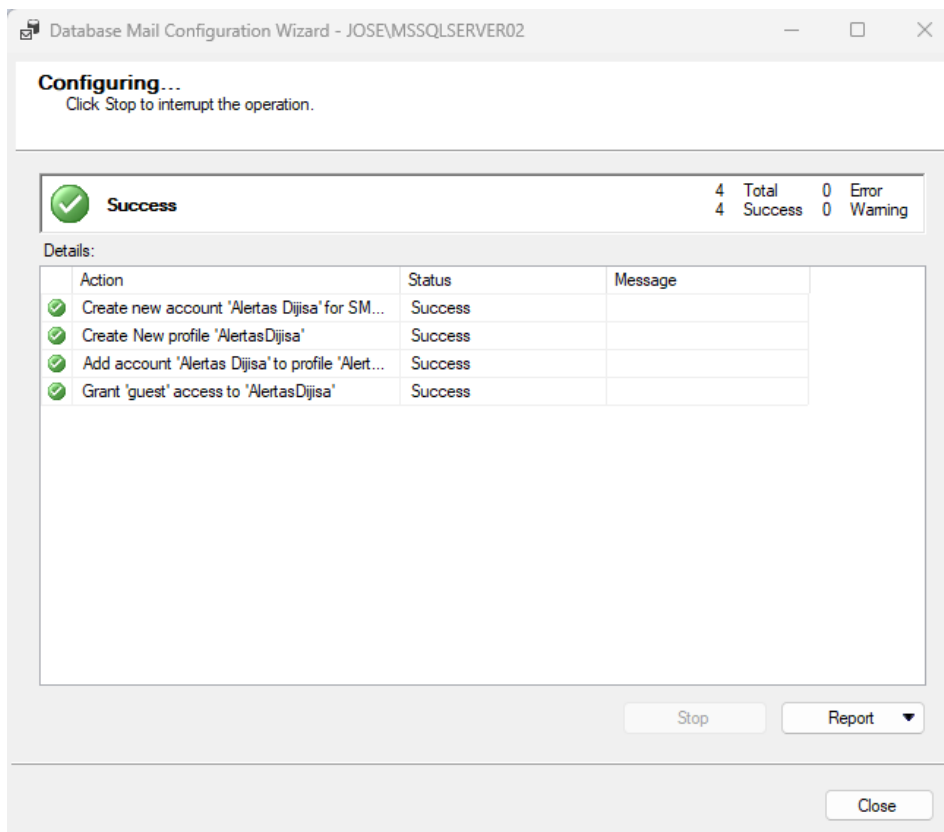 Database Mail Configuration Wizard - JOSE\MSSQLSERVER02
Configuring...
Click Stop to interrupt the operation.
Success
4 Total 0 Error
4 Success 0 Warning
Details:
Action Status Message
Create new account 'Alertas Dijisa' for SM... Success
Create New profile 'AlertasDijisa' Success
Add account 'Alertas Dijisa' to profile 'Alert... Success
Grant 'guest' access to 'AlertasDijisa' Success
Stop Report
Close